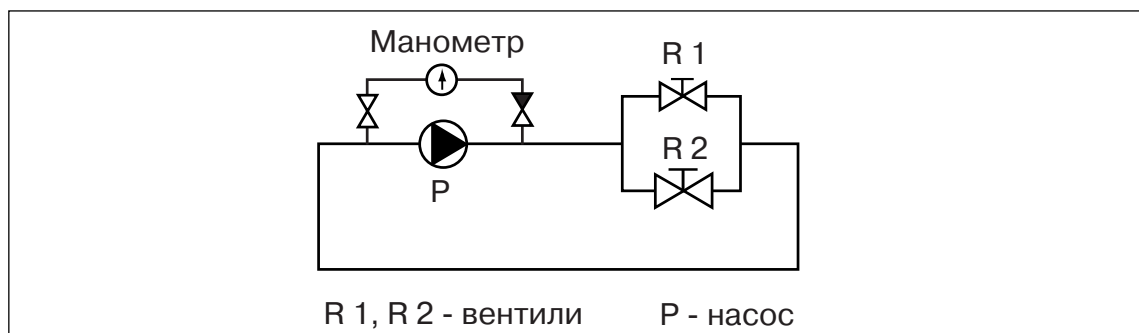 Манометр
R 1
R 2
P
R 1, R 2 - вентили P - насос